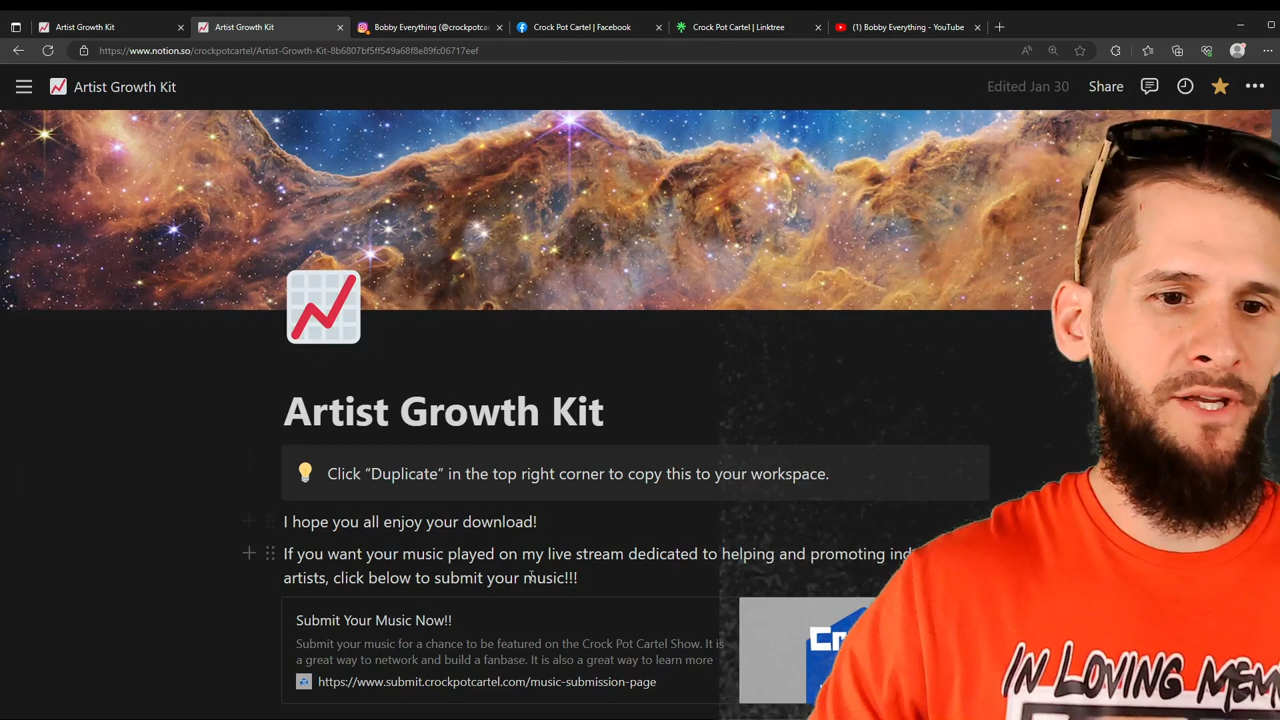 Artist Growth Kit
Artist Growth Kit
Bobby Everything (@crockpotcar
Crock Pot Cartel | Facebook
Crock Pot Cartel | Linktree
(1) Bobby Everything - YouTube
https://www.notion.so/crockpotcartel/Artist-Growth-Kit-8b6807bf5ff549a68f8e89fc06717eef
Artist Growth Kit
Edited Jan 30
Share
Artist Growth Kit
Click “Duplicate” in the top right corner to copy this to your workspace.
I hope you all enjoy your download!
If you want your music played on my live stream dedicated to helping and promoting ind
artists, click below to submit your music!!!
Submit Your Music Now!!
Submit your music for a chance to be featured on the Crock Pot Cartel Show. It is
a great way to network and build a fanbase. It is also a great way to learn more
https://www.submit.crockpotcartel.com/music-submission-page
IN LOVING MEM